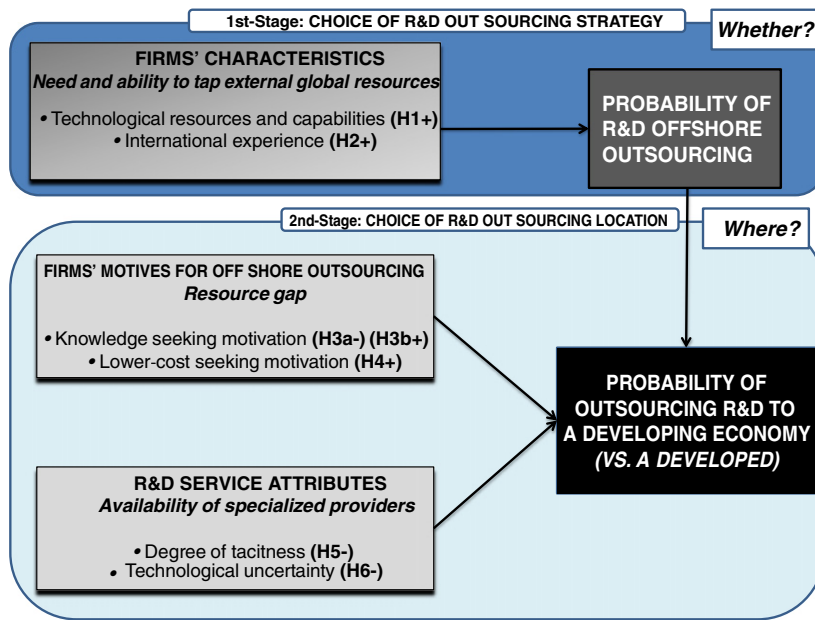 1st-Stage: CHOICE OF R&D OUT SOURCING STRATEGY
Whether?
FIRMS' CHARACTERISTICS
Need and ability to tap external global resources
• Technological resources and capabilities (H1+)
• International experience (H2+)
PROBABILITY OF
R&D OFFSHORE
OUTSOURCING
2nd-Stage: CHOICE OF R&D OUT SOURCING LOCATION
Where?
FIRMS' MOTIVES FOR OFF SHORE OUTSOURCING
Resource gap
• Knowledge seeking motivation (H3a-) (H3b+)
• Lower-cost seeking motivation (H4+)
PROBABILITY OF
OUTSOURCING R&D TO
A DEVELOPING ECONOMY
(VS. A DEVELOPED)
R&D SERVICE ATTRIBUTES
Availability of specialized providers
• Degree of tacitness (H5-)
• Technological uncertainty (H6-)